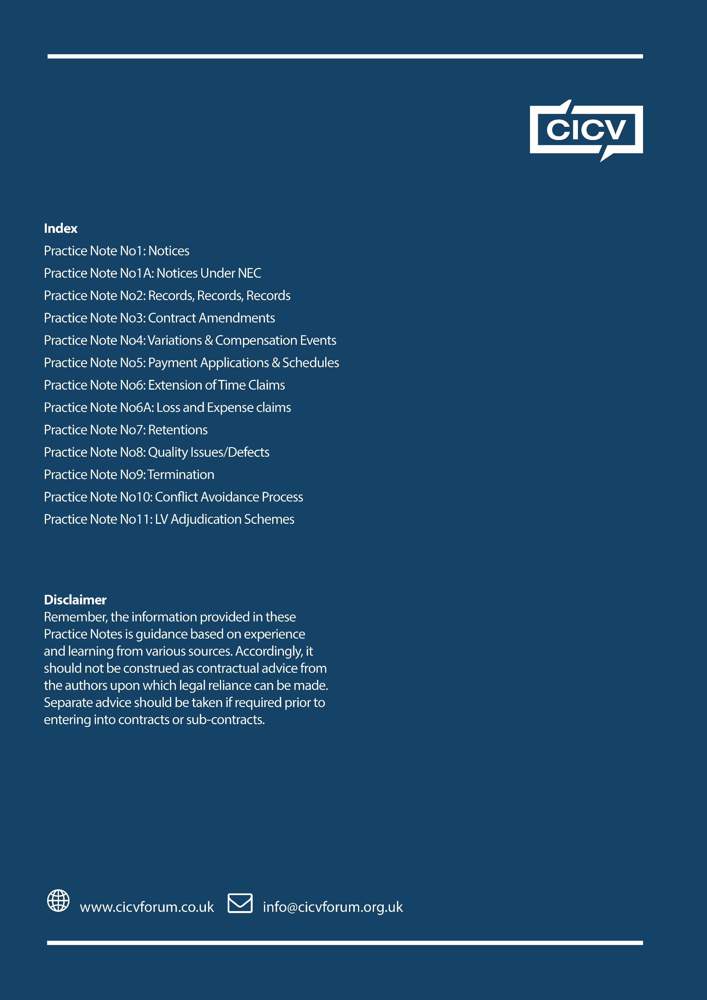 CICV
Index
Practice Note No1: Notices
Practice Note No1A: Notices Under NEC
Practice Note No2: Records, Records, Records
Practice Note No3: Contract Amendments
Practice Note No4: Variations & Compensation Events
Practice Note No5: Payment Applications & Schedules
Practice Note No6: Extension of Time Claims
Practice Note No6A: Loss and Expense claims
Practice Note No7: Retentions
Practice Note No8: Quality Issues/Defects
Practice Note No9: Termination
Practice Note No10: Conflict Avoidance Process
Practice Note No11: LV Adjudication Schemes
Disclaimer
Remember, the information provided in these
Practice Notes is guidance based on experience
and learning from various sources. Accordingly, it
should not be construed as contractual advice from
the authors upon which legal reliance can be made.
Separate advice should be taken if required prior to
entering into contracts or sub-contracts.
www.cicvforum.co.uk info@cicvforum.org.uk